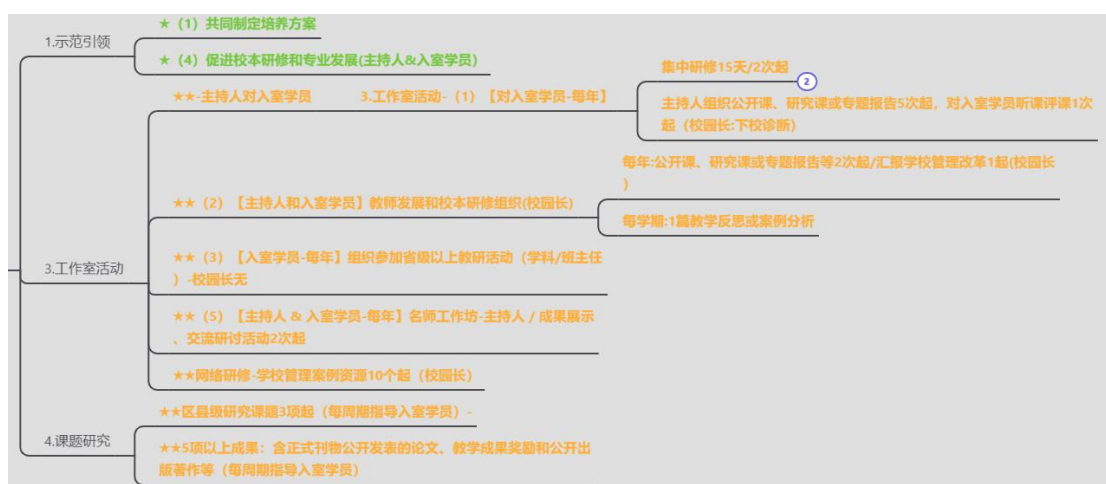 1.示范引领
★（1）共同制定培养方案
★（4）促进校本研修和专业发展(主持人&入室学员)
3.工作室活动
★★-主持人对入室学员 3.工作室活动-（1）【对入室学员-每年】
集中研修15天/2次起
2
主持人组织公开课、研究课或专题报告5次起，对入室学员听课评课1次
起（校园长:下校诊断）
★★（2）【主持人和入室学员】教师发展和校本研修组织(校园长)
每年:公开课、研究课或专题报告等2次起/汇报学校管理改革1起(校园长
)
每学期:1篇教学反思或案例分析
★★（3）【入室学员-每年】组织参加省级以上教研活动（学科/班主任
）-校园长无
★★（5）【主持人 & 入室学员-每年】名师工作坊-主持人 / 成果展示
、交流研讨活动2次起
★★网络研修-学校管理案例资源10个起（校园长）
4.课题研究
★★区县级研究课题3项起（每周期指导入室学员）-
★★5项以上成果：含正式刊物公开发表的论文、教学成果奖励和公开出
版著作等（每周期指导入室学员）